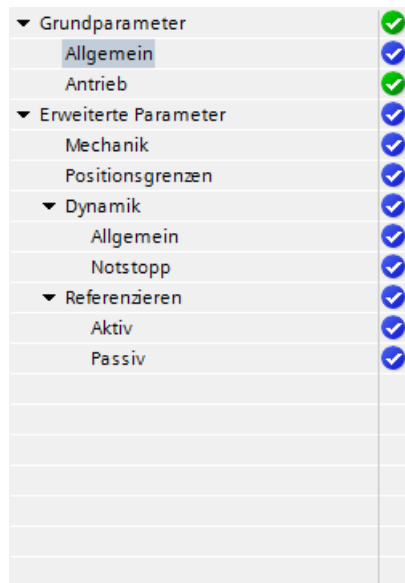 Grundparameter
Allgemein
Antrieb
Erweiterte Parameter
Mechanik
Positionsgrenzen
Dynamik
Allgemein
Notstopp
Referenzieren
Aktiv
Passiv